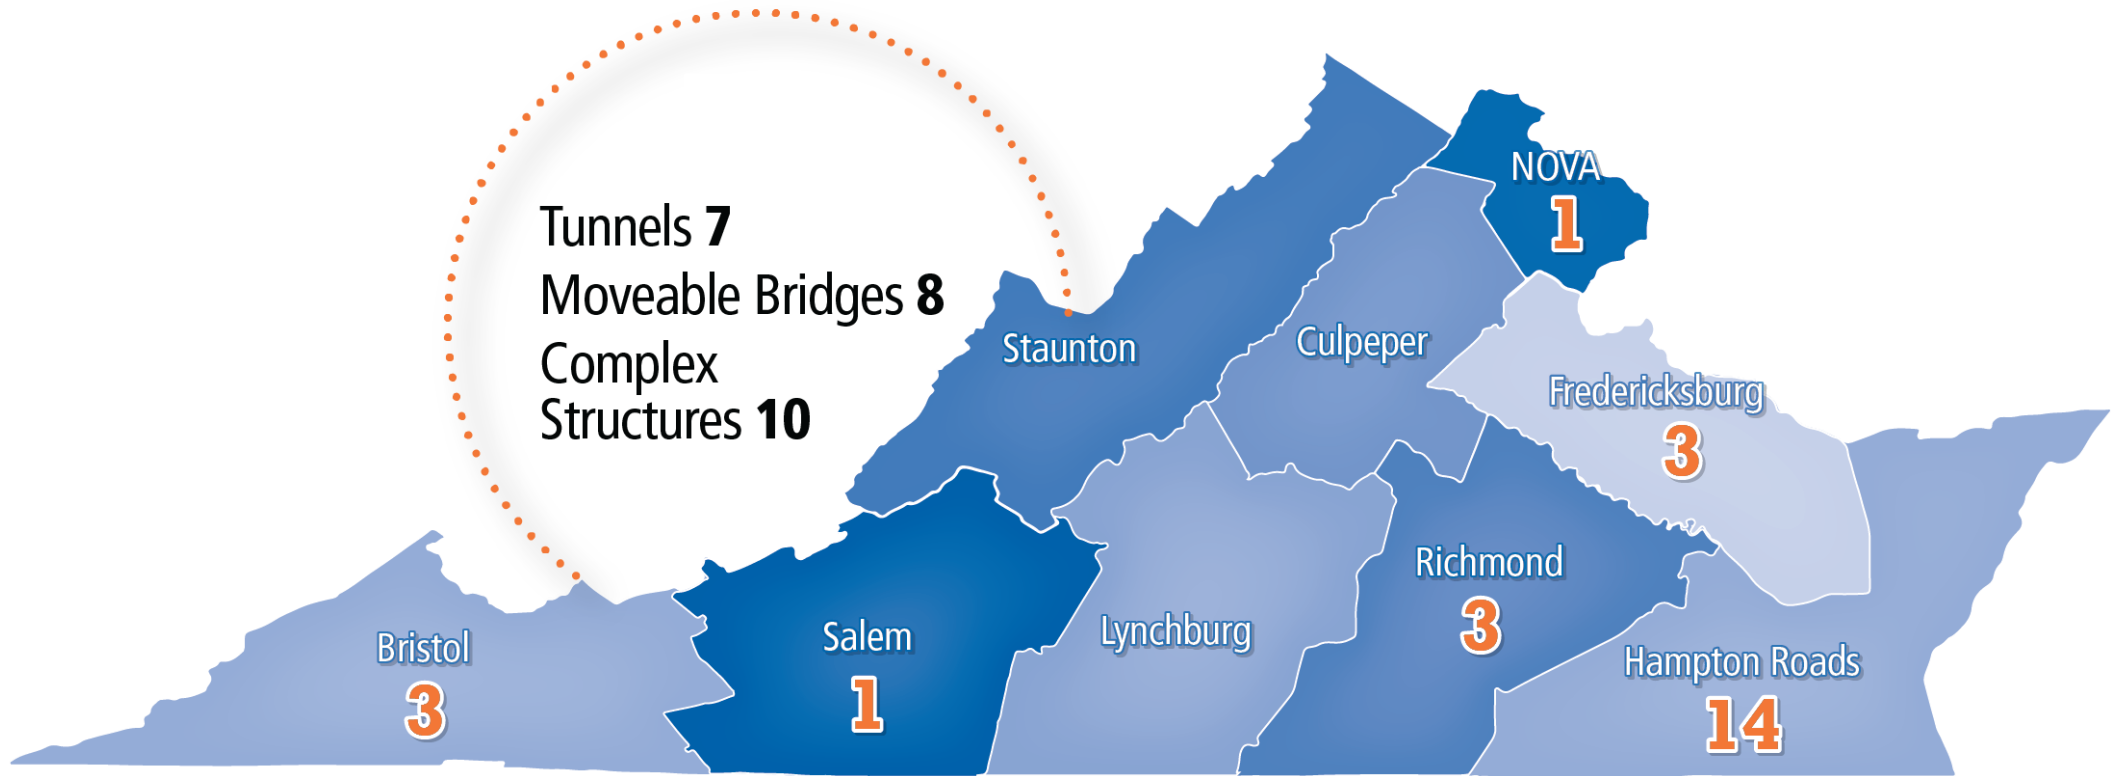 Tunnels 7
Moveable Bridges 8
Complex
Structures 10
NOVA
1
Staunton
Culpeper
Fredericksburg
3
Richmond
3
Bristol
3
Salem
1
Lynchburg
Hampton Roads
14